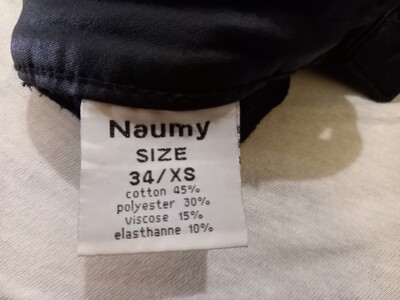 Naumy
SIZE
34/XS
cotton 45%
polyester 30%
viscose 15%
elasthanne 10%